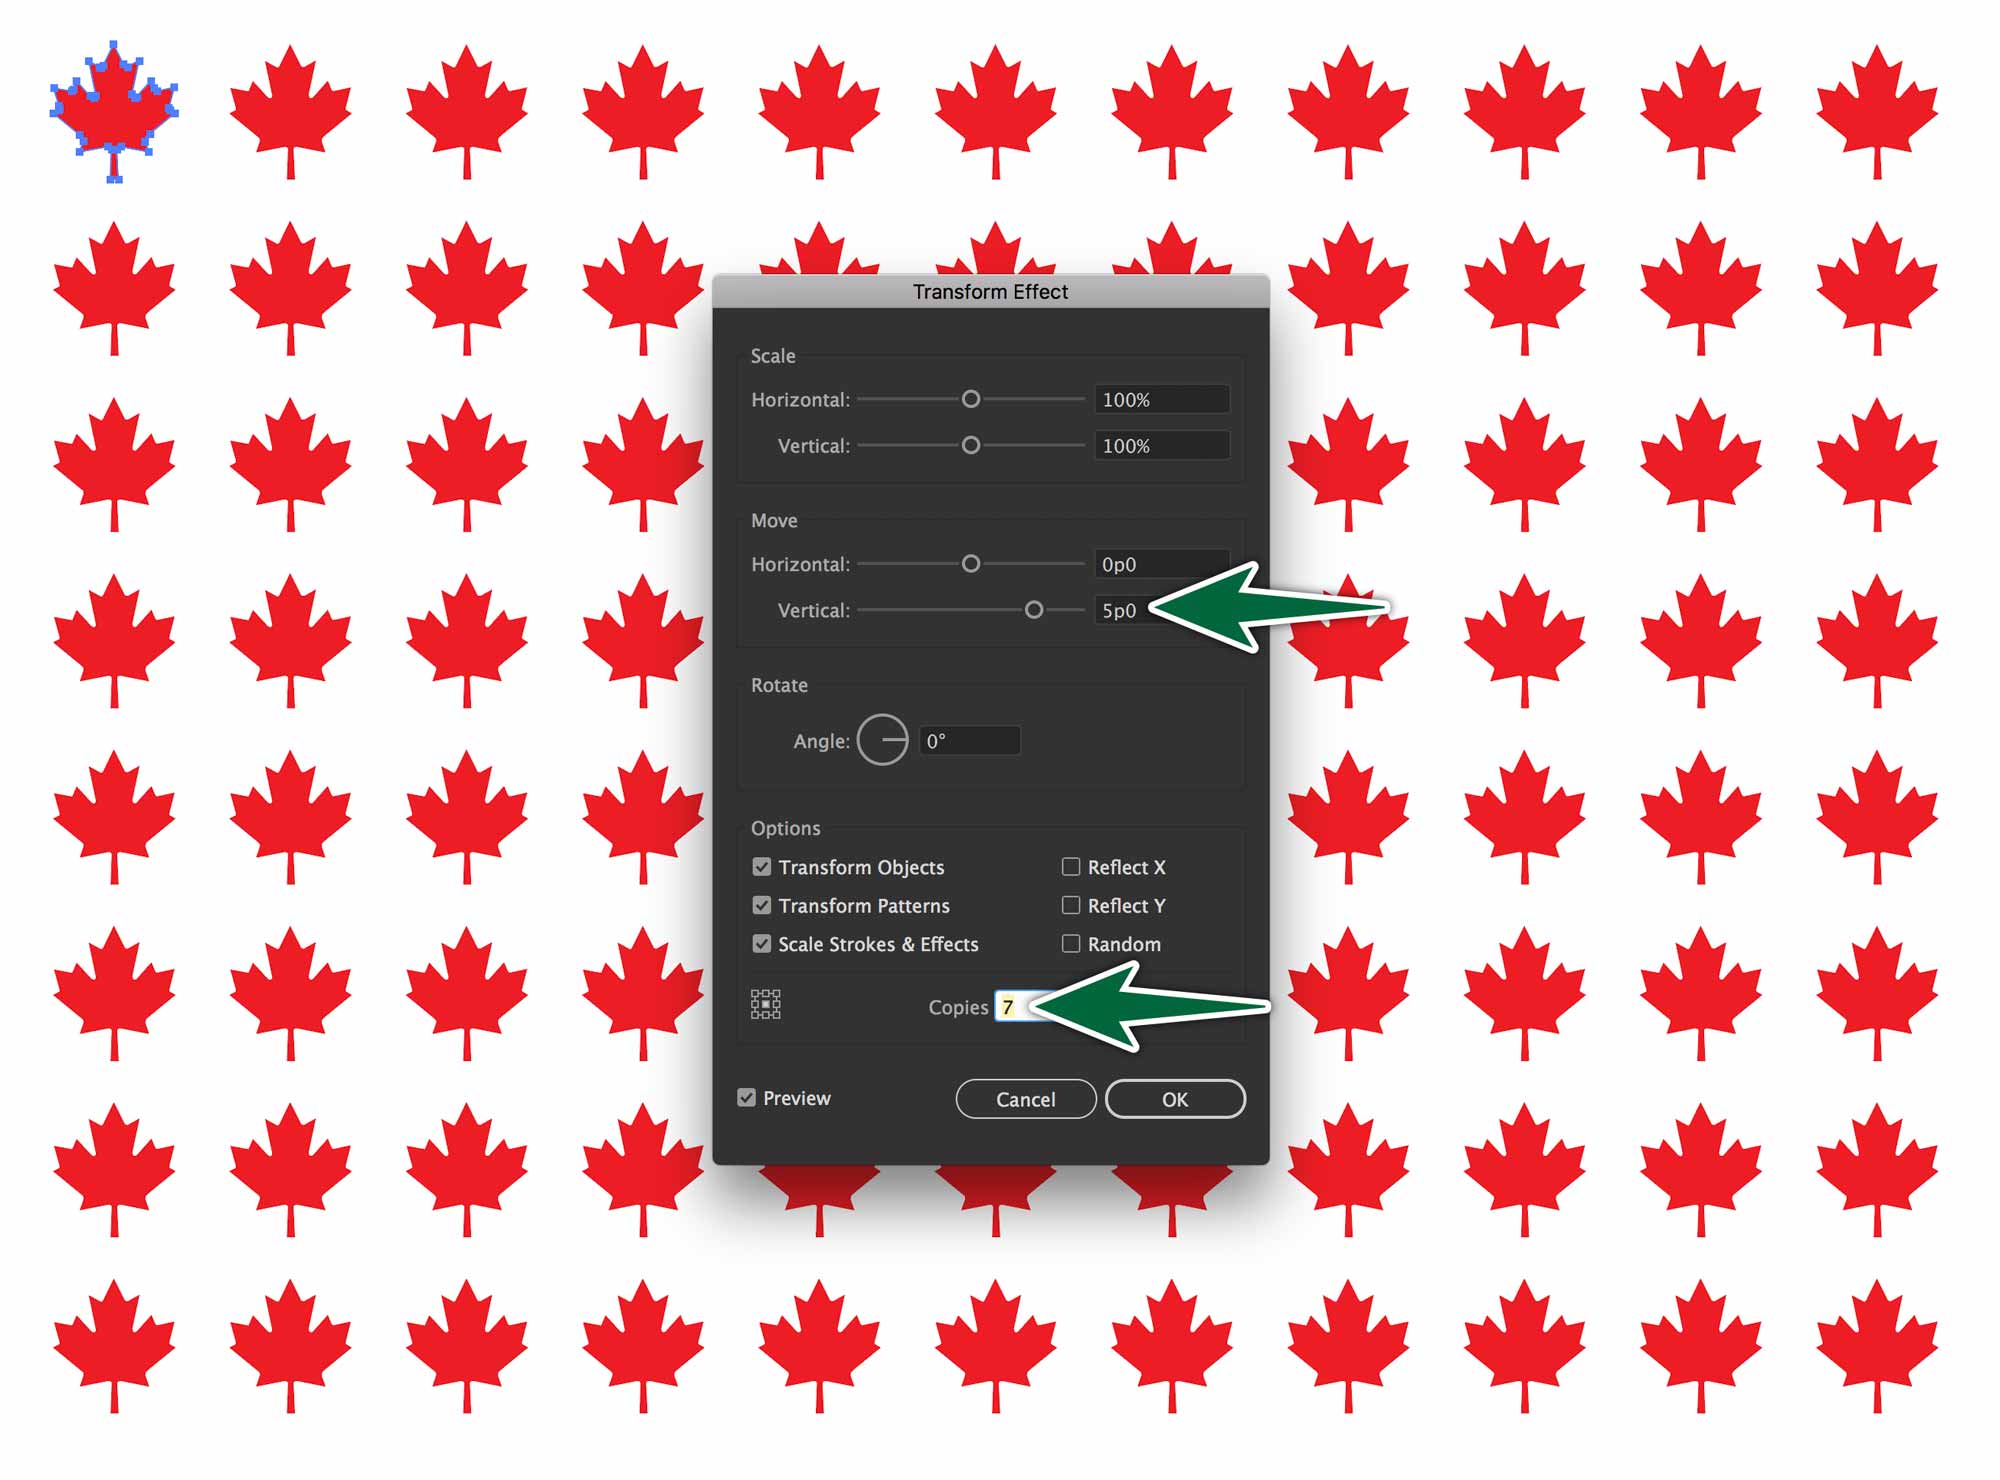 Transform Effect
Scale
Horizontal: 100%
Vertical: 100%
Move
Horizontal: 0p0
Vertical: 5p0
Rotate
Angle: 0°
Options
Transform Objects Reflect X
Transform Patterns Reflect Y
Scale Strokes & Effects Random
Copies 7
Preview Cancel OK